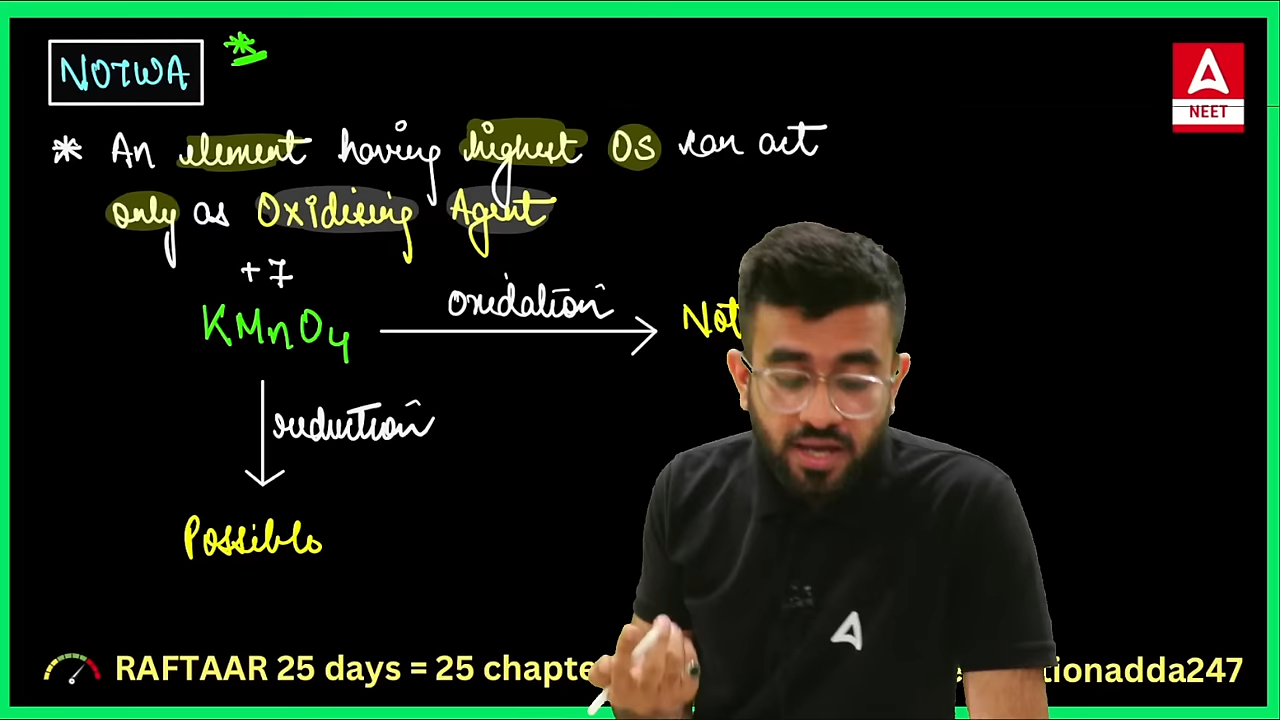 NOTWA *
NEET
* An element having highest OS can act
only as Oxidising Agent
+7
KMnO4
oxidation
Not
reduction
Possible
RAFTAAR 25 days = 25 chapte
tionadda247